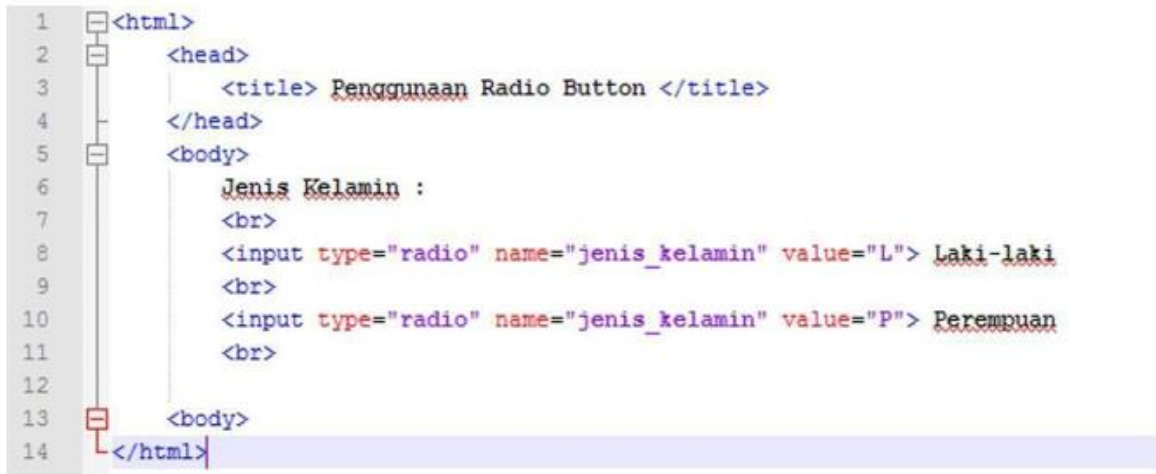 1 <html>
2 <head>
3 <title> Penggunaan Radio Button </title>
4 </head>
5 <body>
6 Jenis Kelamin :
7 <br>
8 <input type="radio" name="jenis_kelamin" value="L"> Laki-laki
9 <br>
10 <input type="radio" name="jenis_kelamin" value="P"> Perempuan
11 <br>
12
13 <body>
14 </html>